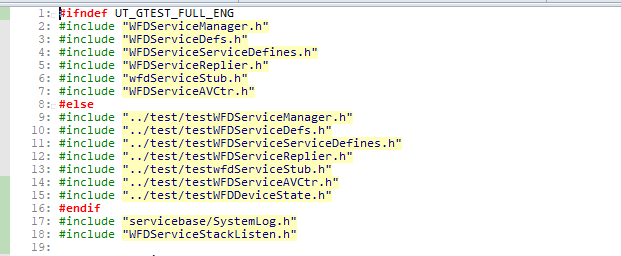 1: #ifndef UT_GTEST_FULL_ENG
2: #include "WFDServiceManager.h"
3: #include "WFDServiceDefs.h"
4: #include "WFDServiceServiceDefines.h"
5: #include "WFDServiceReplier.h"
6: #include "wfdServiceStub.h"
7: #include "WFDServiceAVCtr.h"
8: #else
9: #include "../test/testWFDServiceManager.h"
10: #include "../test/testWFDServiceDefs.h"
11: #include "../test/testWFDServiceServiceDefines.h"
12: #include "../test/testWFDServiceReplier.h"
13: #include "../test/testwfdServiceStub.h"
14: #include "../test/testWFDServiceAVCtr.h"
15: #include "../test/testWFDDeviceState.h"
16: #endif
17: #include "servicebase/SystemLog.h"
18: #include "WFDServiceStackListen.h"
19: